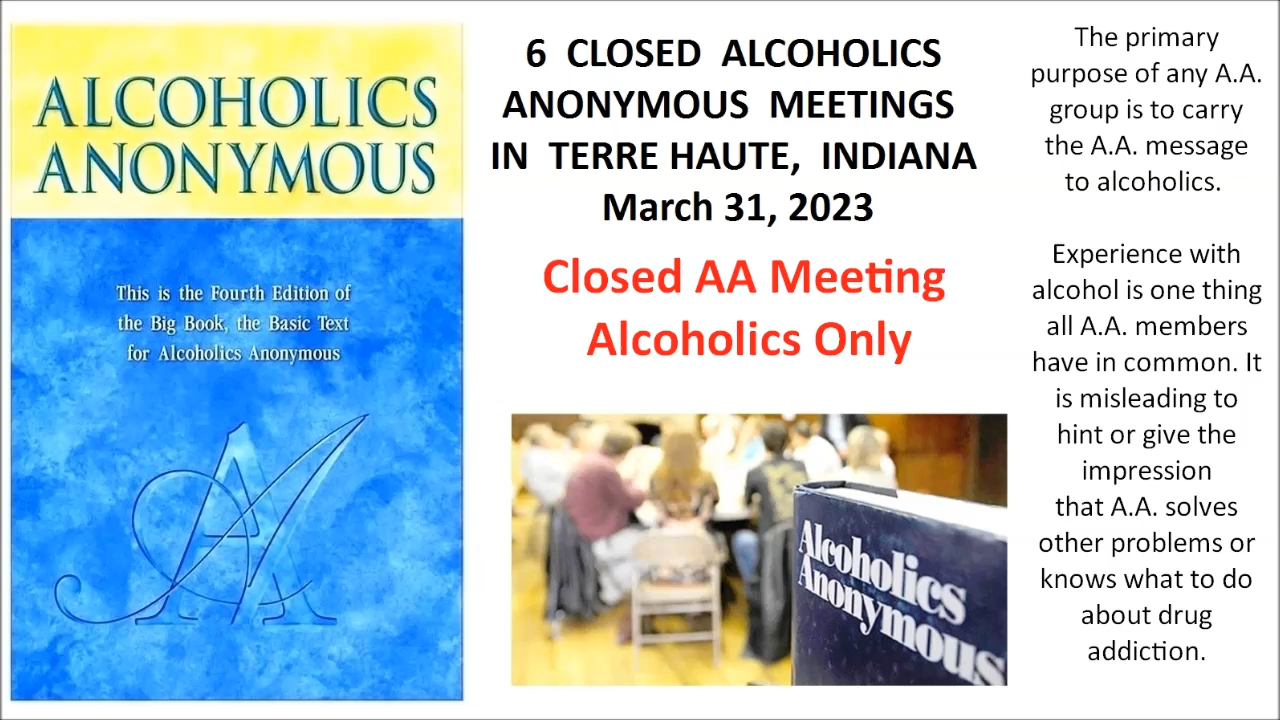 ALCOHOLICS
ANONYMOUS
This is the Fourth Edition of
the Big Book, the Basic Text
for Alcoholics Anonymous
AA
6 CLOSED ALCOHOLICS
ANONYMOUS MEETINGS
IN TERRE HAUTE, INDIANA
March 31, 2023
Closed AA Meeting
Alcoholics Only
Alcoholics
Anonymous
The primary
purpose of any A.A.
group is to carry
the A.A. message
to alcoholics.
Experience with
alcohol is one thing
all A.A. members
have in common. It
is misleading to
hint or give the
impression
that A.A. solves
other problems or
knows what to do
about drug
addiction.